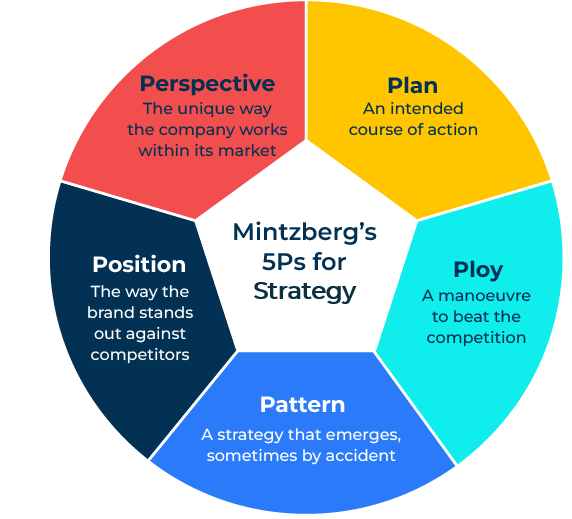 Mintzberg's
5Ps for
Strategy
Plan
An intended
course of action
Ploy
A manoeuvre
to beat the
competition
Pattern
A strategy that emerges,
sometimes by accident
Position
The way the
brand stands
out against
competitors
Perspective
The unique way
the company works
within its market